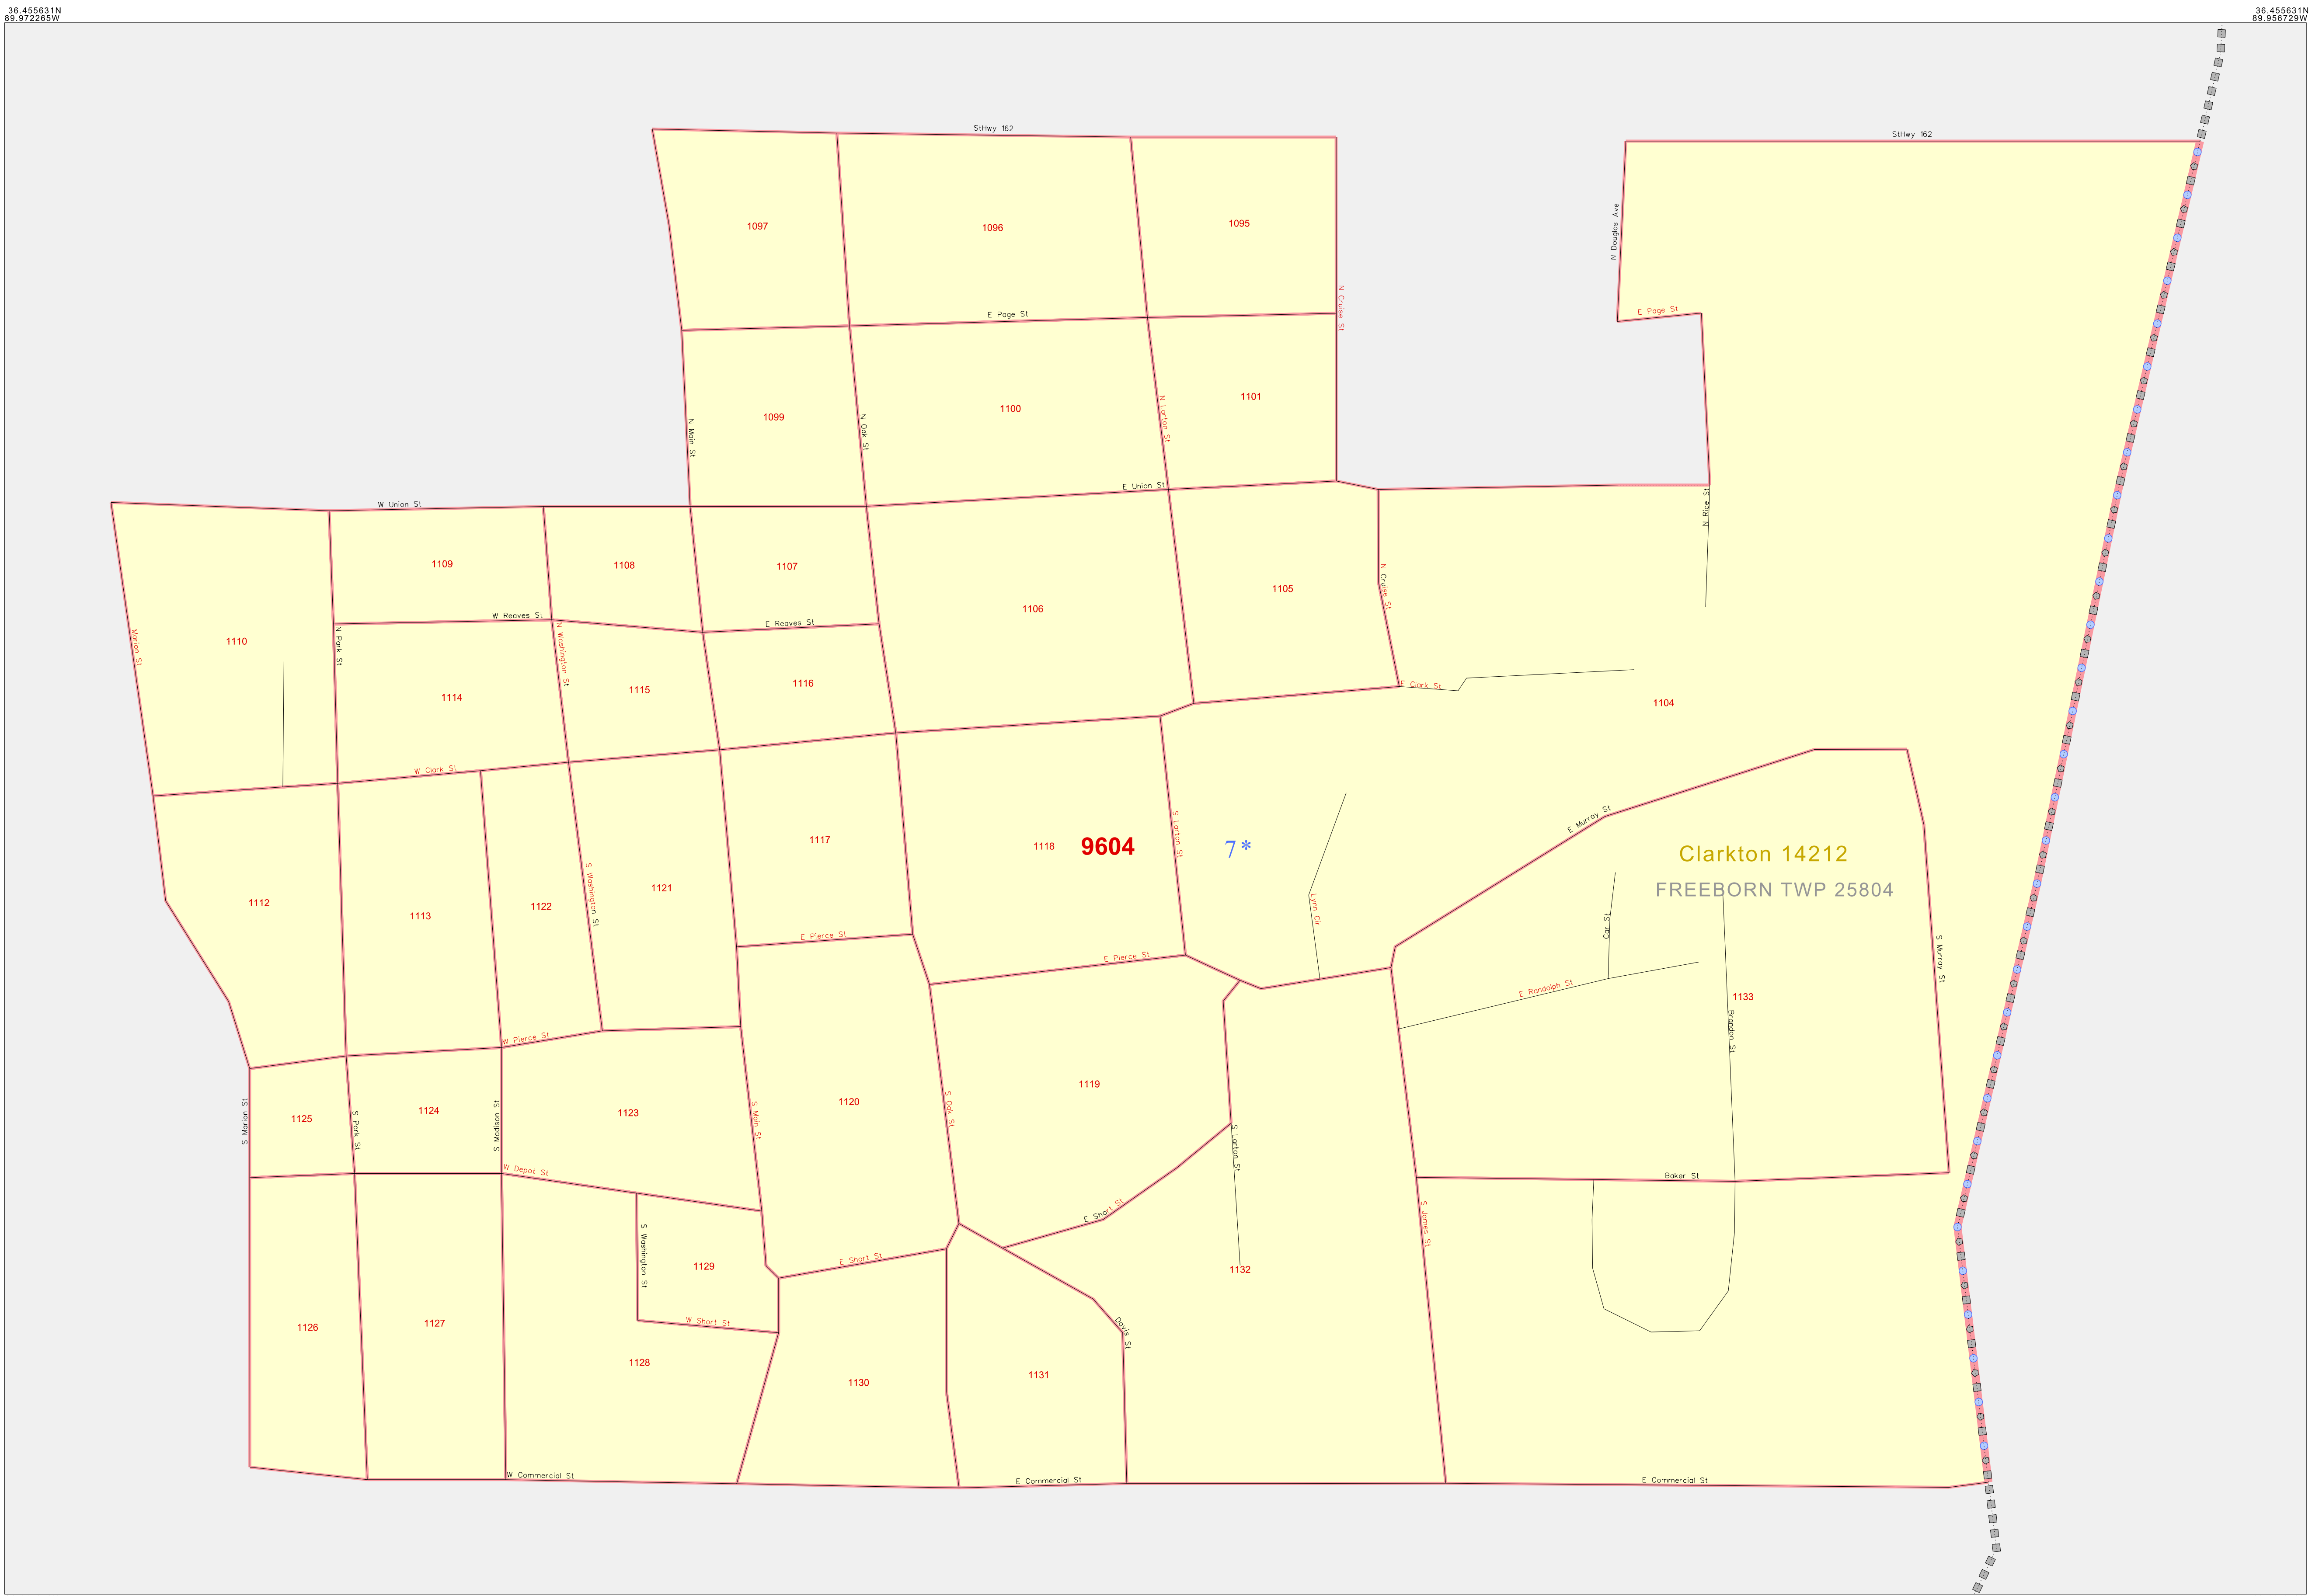 36.455631N
89.972265W
36.455631N
89.956729W
StHwy 162
StHwy 162
1097
1096
1095
N Douglas Ave
N Cruise St
E Page St
E Page St
1099
1100
1101
N Main St
N Oak St
N Larton St
W Union St
E Union St
N Rice St
1109
1108
1107
1106
1105
N Cruise St
W Reaves St
E Reaves St
Marion St
1110
N Park St
N Washington St
1114
1115
1116
E Clark St
1104
W Clark St
E Murray St
1117
1118
9604
S Larton St
7*
Clarkton 14212
FREEBORN TWP 25804
1112
1113
1122
S Washington St
1121
Lynn Cir
Car St
E Pierce St
E Pierce St
S Murray St
E Randolph St
1133
Brandon St
W Pierce St
1119
1120
S Marion St
1125
S Park St
1124
S Madison St
1123
S Main St
S Oak St
S Larton St
W Depot St
Baker St
E Short St
S James St
S Washington St
E Short St
1129
1132
W Short St
Davis St
1126
1127
1128
1130
1131
W Commercial St
E Commercial St
E Commercial St